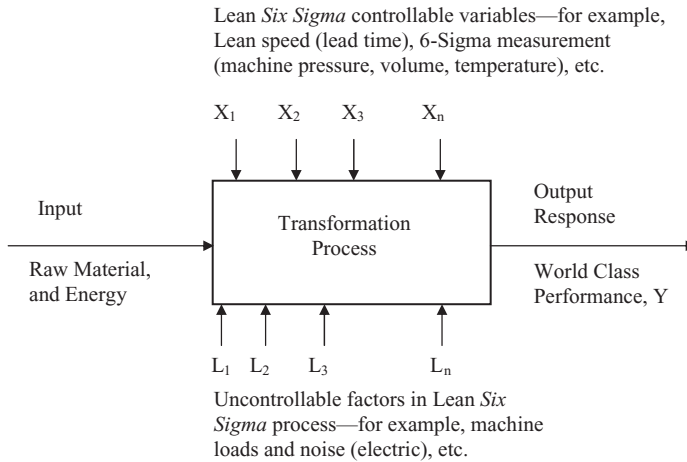 Lean Six Sigma controllable variables—for example,
Lean speed (lead time), 6-Sigma measurement
(machine pressure, volume, temperature), etc.
X1 X2 X3 Xn
Input
Raw Material,
and Energy
Transformation
Process
Output
Response
World Class
Performance, Y
L1 L2 L3 Ln
Uncontrollable factors in Lean Six
Sigma process—for example, machine
loads and noise (electric), etc.